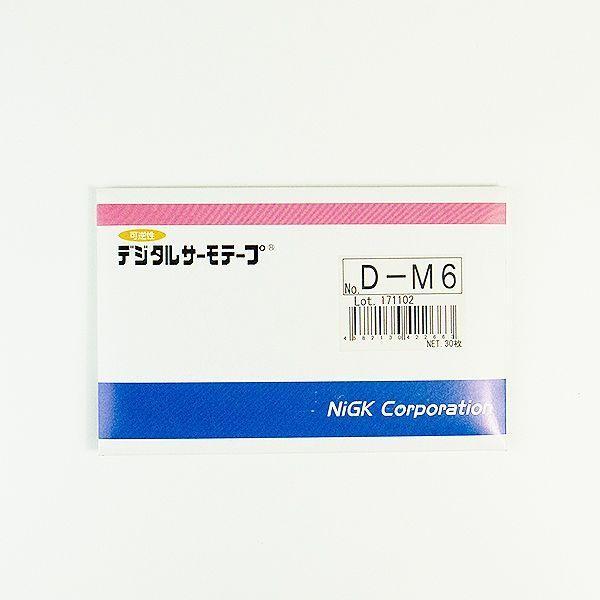 可逆性
デジタルサーモテープ®
No. D-M6
Lot. 171102
NET. 30枚
NiGK Corporation